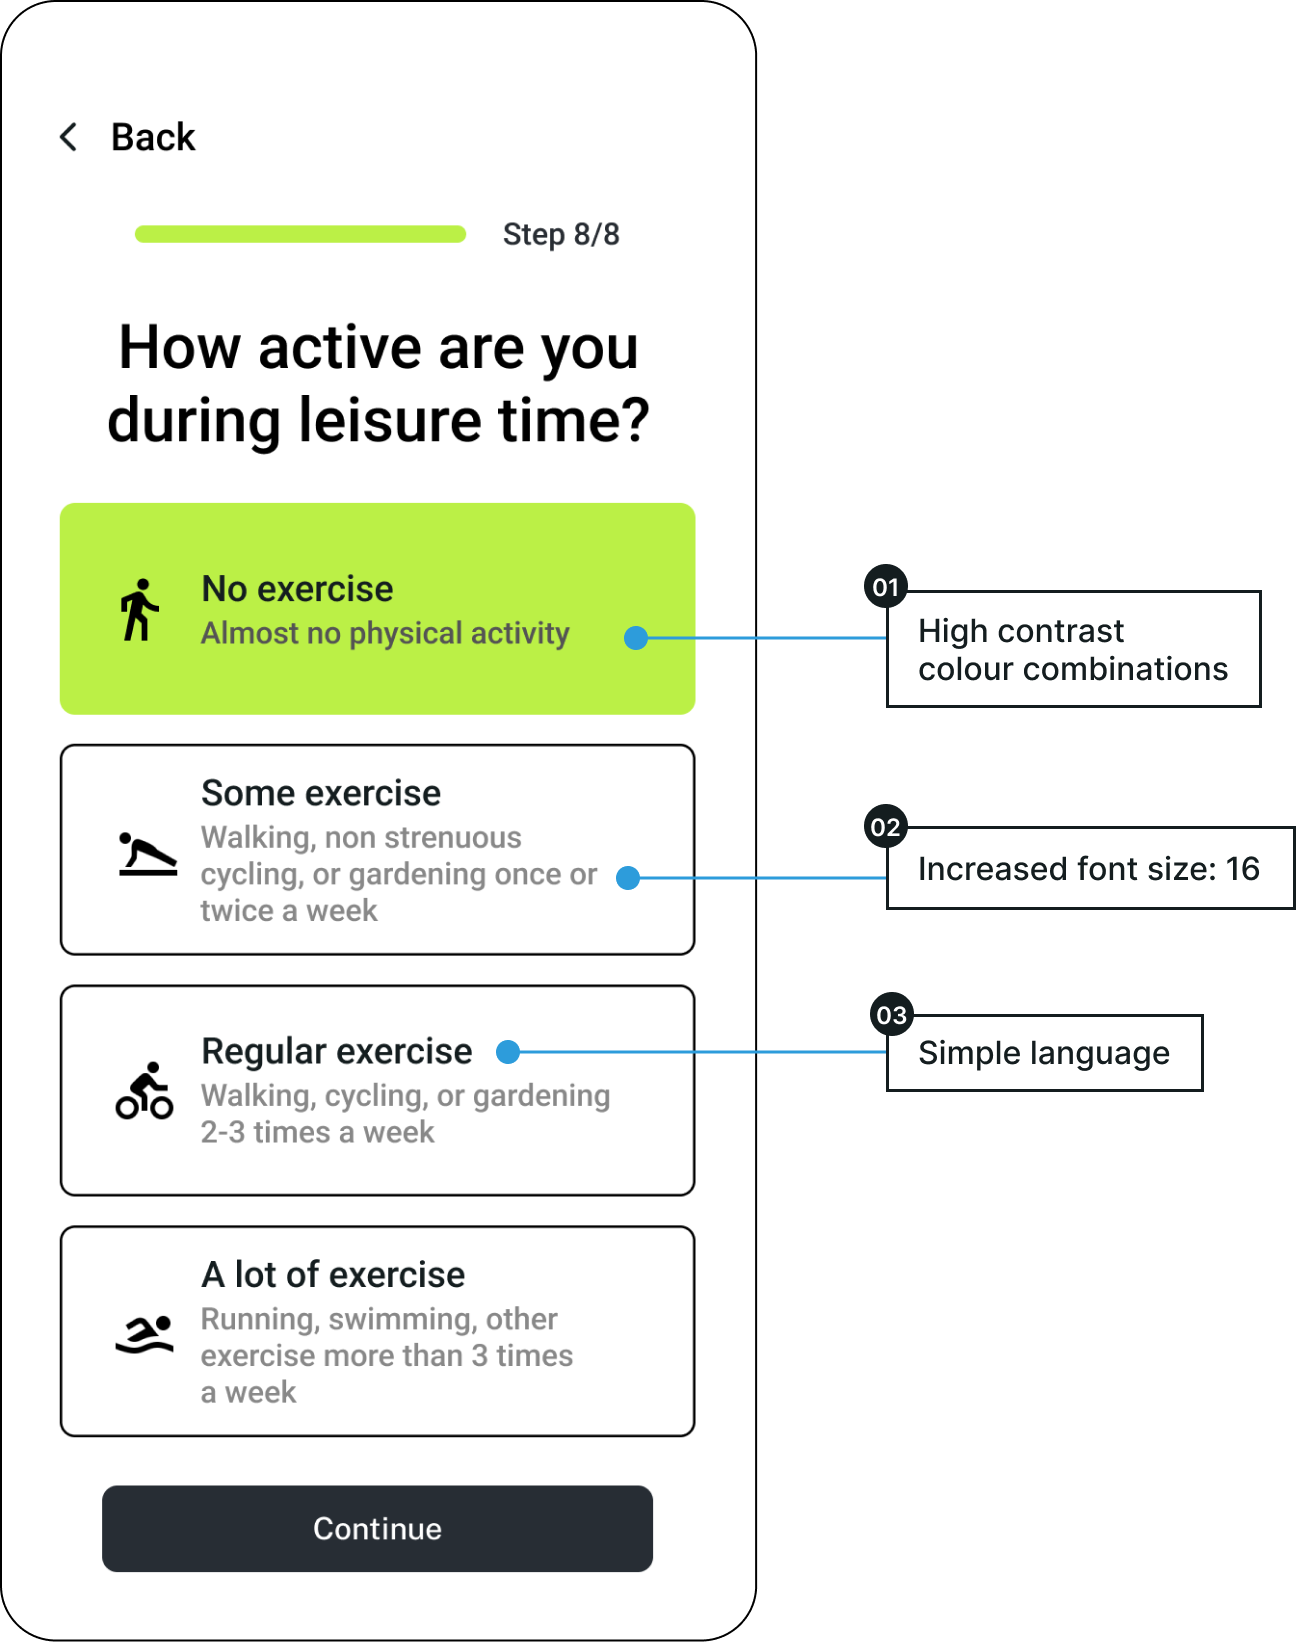 Back
Step 8/8
How active are you
during leisure time?
No exercise
Almost no physical activity
Some exercise
Walking, non strenuous
cycling, or gardening once or
twice a week
Regular exercise
Walking, cycling, or gardening
2-3 times a week
A lot of exercise
Running, swimming, other
exercise more than 3 times
a week
Continue
01
High contrast
colour combinations
02
Increased font size: 16
03
Simple language